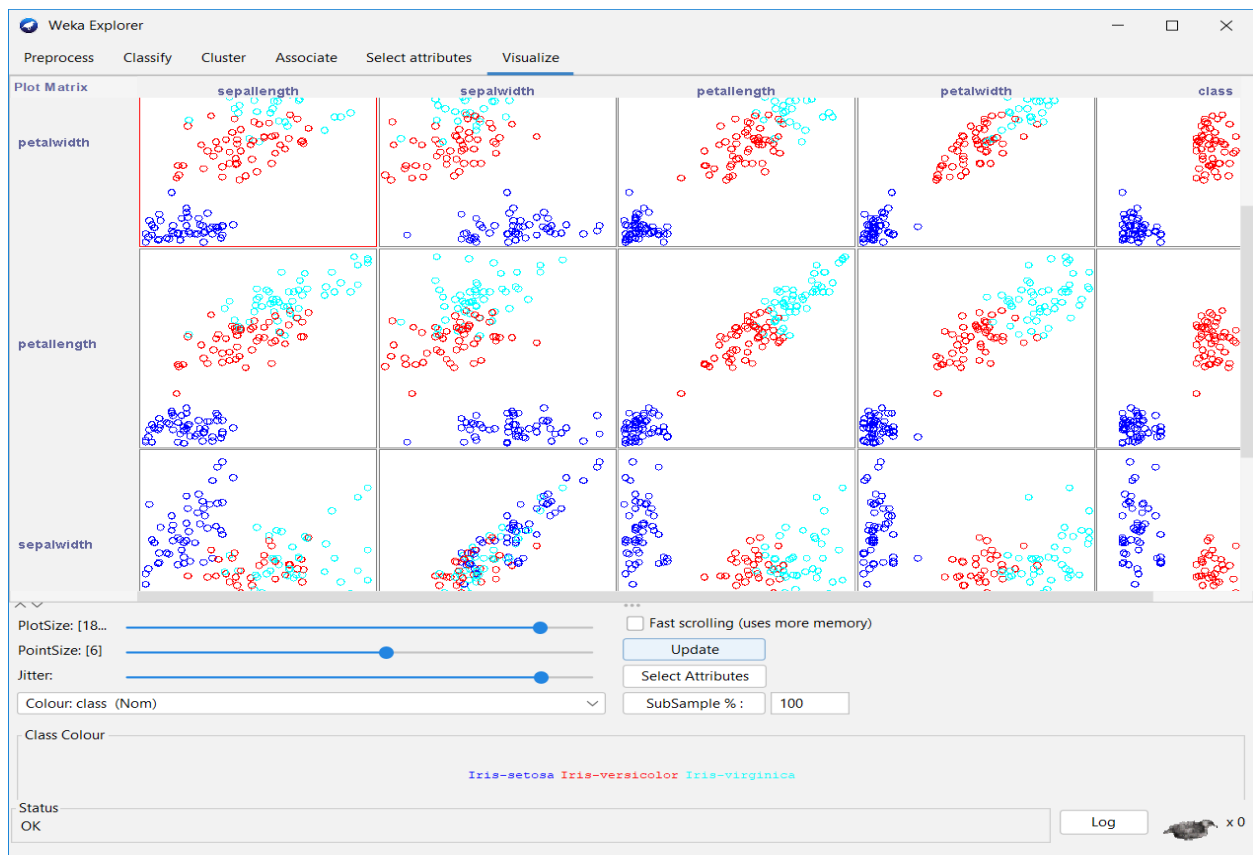 Weka Explorer
Preprocess Classify Cluster Associate Select attributes Visualize
Plot Matrix sepallength sepalwidth petallength petalwidth class
petalwidth
petallength
sepalwidth
PlotSize: [18...
Fast scrolling (uses more memory)
PointSize: [6]
Update
Jitter:
Select Attributes
Colour: class (Nom)
SubSample % : 100
Class Colour
Iris-setosa Iris-versicolor Iris-virginica
Status
OK
Log x 0